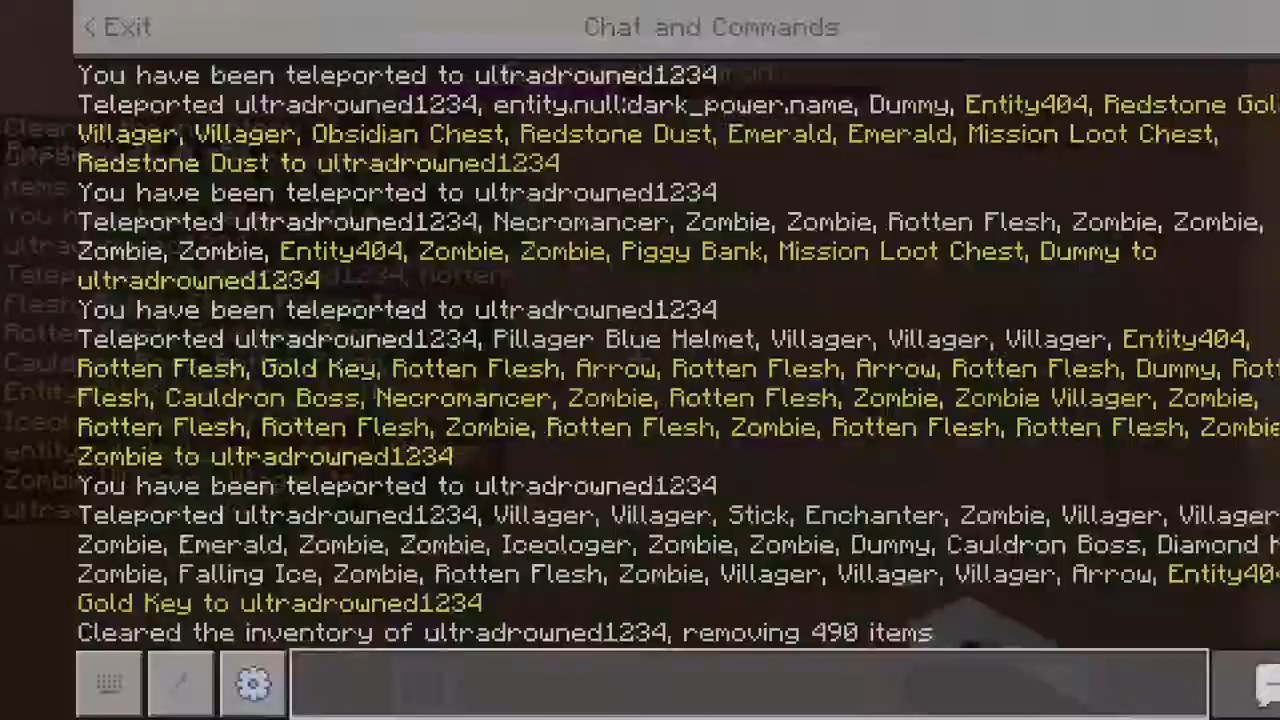 < Exit
Chat and Commands
You have been teleported to ultradrowned1234
Teleported ultradrowned1234, entity.null:dark_power.name, Dummy, Entity404, Redstone Gol
Villager, Villager, Obsidian Chest, Redstone Dust, Emerald, Emerald, Mission Loot Chest,
Redstone Dust to ultradrowned1234
You have been teleported to ultradrowned1234
Teleported ultradrowned1234, Necromancer, Zombie, Zombie, Rotten Flesh, Zombie, Zombie,
Zombie, Zombie, Entity404, Zombie, Zombie, Piggy Bank, Mission Loot Chest, Dummy to
ultradrowned1234
You have been teleported to ultradrowned1234
Teleported ultradrowned1234, Pillager Blue Helmet, Villager, Villager, Villager, Entity404,
Rotten Flesh, Gold Key, Rotten Flesh, Arrow, Rotten Flesh, Arrow, Rotten Flesh, Dummy, Rott
Flesh, Cauldron Boss, Necromancer, Zombie, Rotten Flesh, Zombie, Zombie Villager, Zombie,
Rotten Flesh, Rotten Flesh, Zombie, Rotten Flesh, Zombie, Rotten Flesh, Rotten Flesh, Zombie
Zombie to ultradrowned1234
You have been teleported to ultradrowned1234
Teleported ultradrowned1234, Villager, Villager, Stick, Enchanter, Zombie, Villager, Villager
Zombie, Emerald, Zombie, Zombie, Iceologer, Zombie, Zombie, Dummy, Cauldron Boss, Diamond
Zombie, Falling Ice, Zombie, Rotten Flesh, Zombie, Villager, Villager, Villager, Arrow, Entity40
Gold Key to ultradrowned1234
Cleared the inventory of ultradrowned1234, removing 490 items